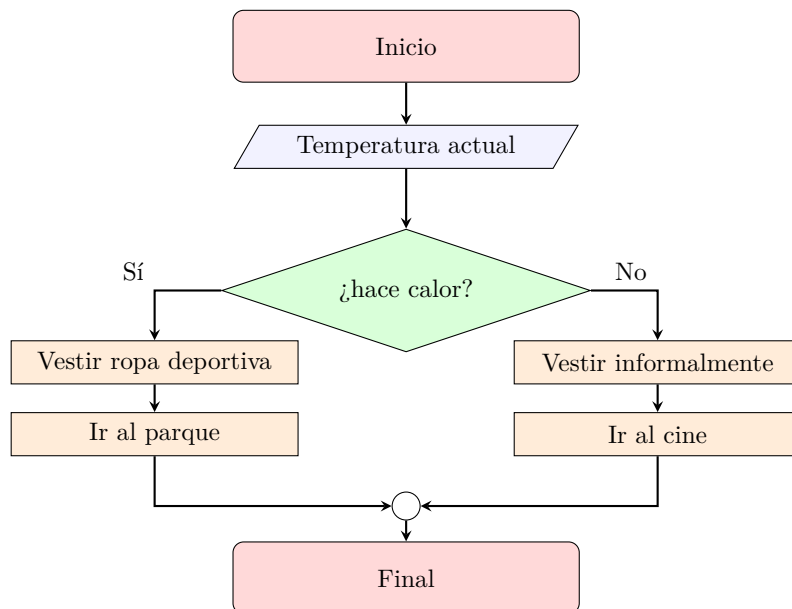 Inicio
Temperatura actual
¿hace calor?
Sí
No
Vestir ropa deportiva
Vestir informalmente
Ir al parque
Ir al cine
Final